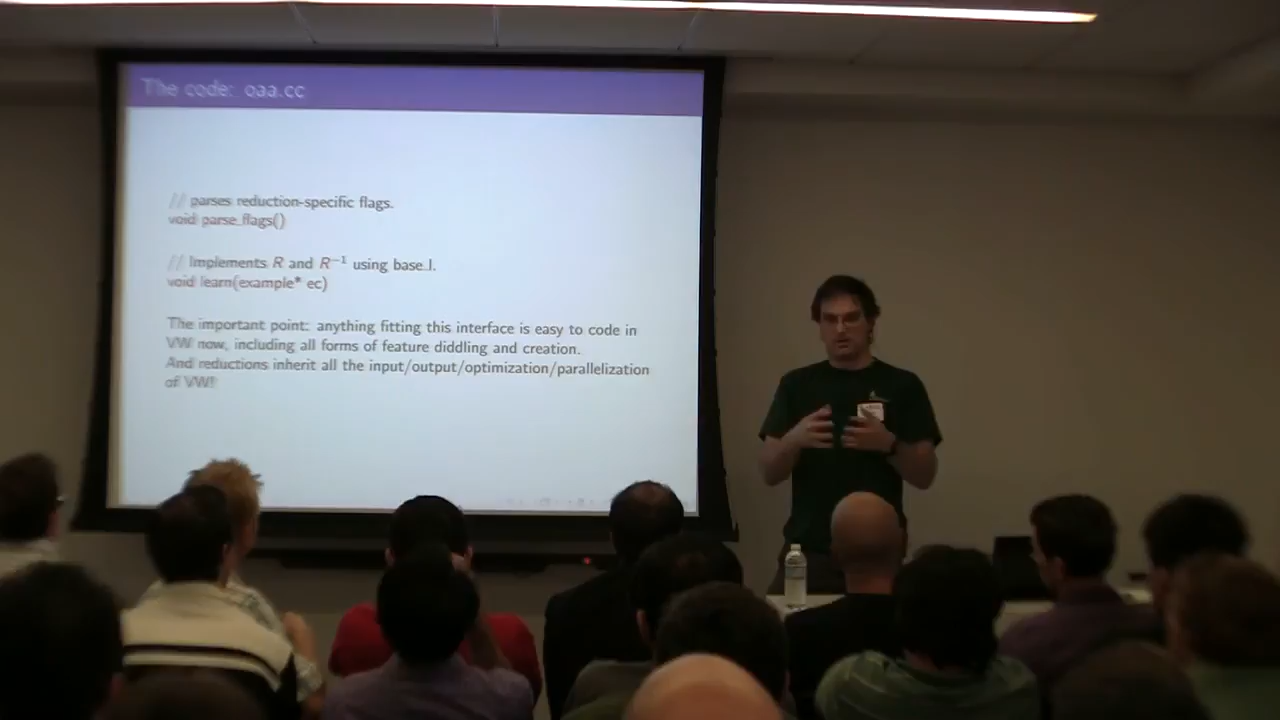 The code: oaa.cc
// parses reduction-specific flags.
void parse_flags()
// Implements R and R⁻¹ using base_l.
void learn(example* ec)
The important point: anything fitting this interface is easy to code in
VW now, including all forms of feature diddling and creation.
And reductions inherit all the input/output/optimization/parallelization
of VW!